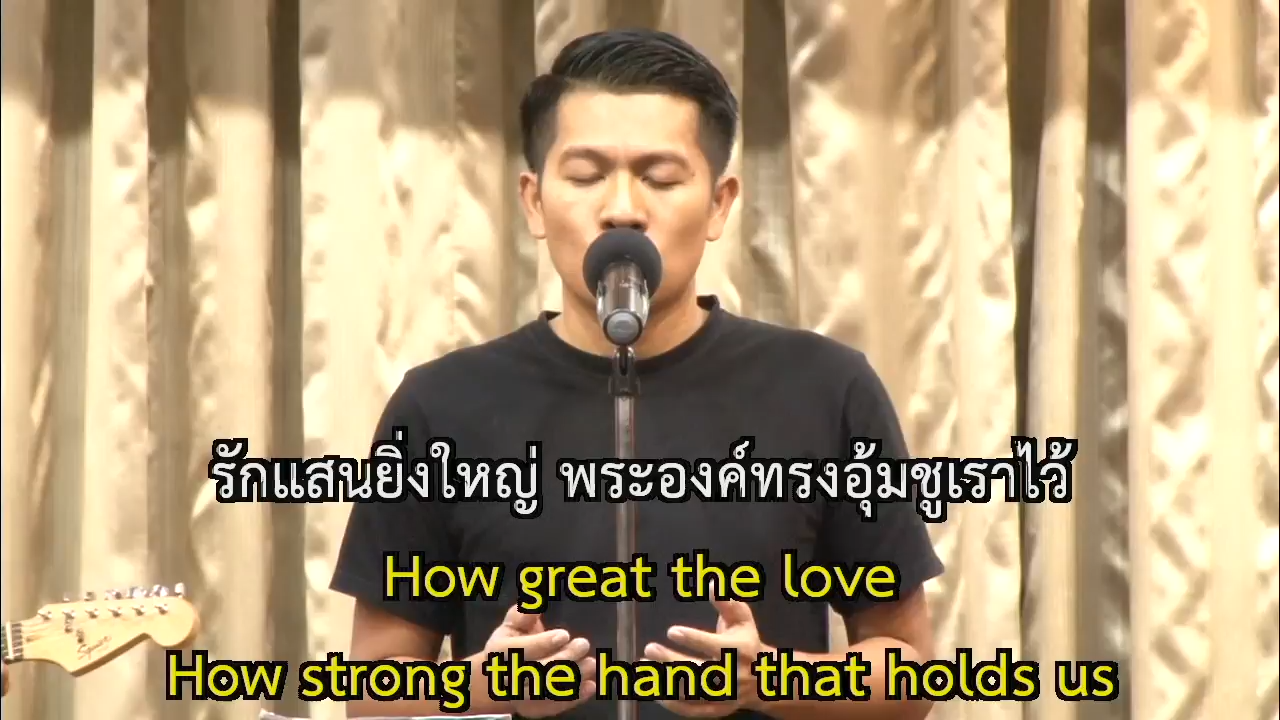 รักแสนยิ่งใหญ่ พระองค์ทรงอุ้มชูเราไว้
How great the love
How strong the hand that holds us
Squier